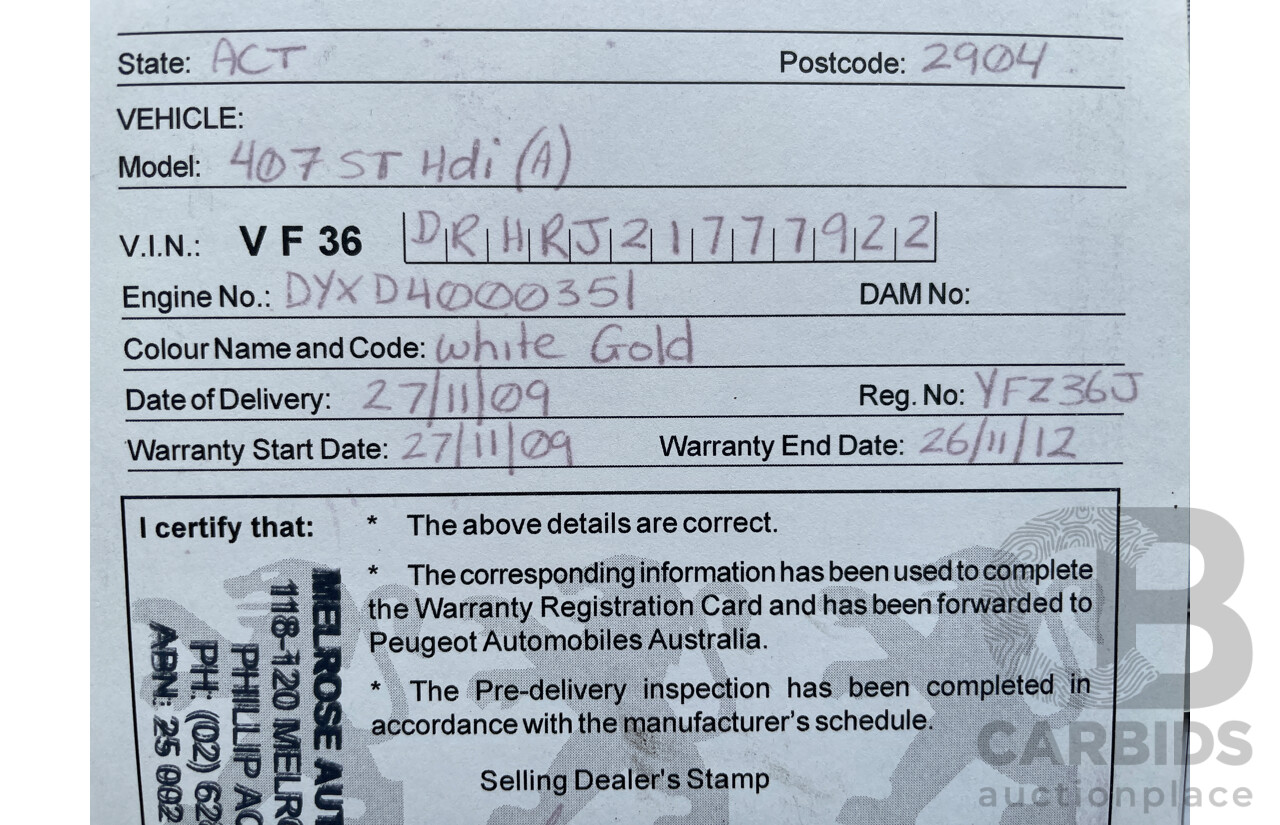 State: ACT Postcode: 2904
VEHICLE:
Model: 407 ST Hdi (A)
V.I.N.: VF36 DRHRJ21777922
Engine No.: DYXD4000351 DAM No:
Colour Name and Code: white Gold
Date of Delivery: 27/11/09 Reg. No: YFZ36J
Warranty Start Date: 27/11/09 Warranty End Date: 26/11/12
I certify that: * The above details are correct.
* The corresponding information has been used to complete
the Warranty Registration Card and has been forwarded to
Peugeot Automobiles Australia.
* The Pre-delivery inspection has been completed in
accordance with the manufacturer's schedule.
Selling Dealer's Stamp
MELROSE AUT
118-120 MELRO
PHILLIP AC
PH: (02) 628
ABN: 25 002
CARBIDS
auctionplace